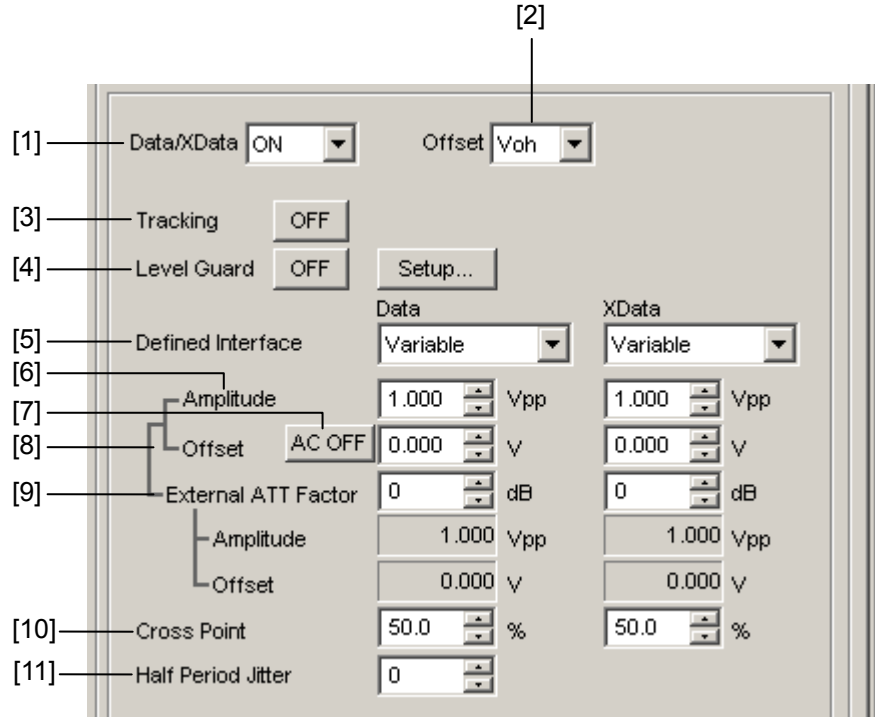 [2]
[1] Data/XData ON Offset Voh
[3] Tracking OFF
[4] Level Guard OFF Setup...
Data XData
[5] Defined Interface Variable Variable
[6] Amplitude 1.000 Vpp 1.000 Vpp
[7] AC OFF
[8] Offset 0.000 V 0.000 V
[9] External ATT Factor 0 dB 0 dB
Amplitude 1.000 Vpp 1.000 Vpp
Offset 0.000 V 0.000 V
[10] Cross Point 50.0 % 50.0 %
[11] Half Period Jitter 0